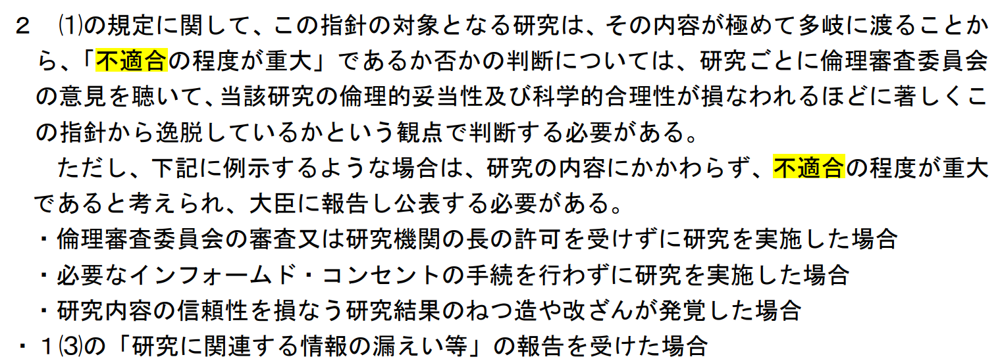 ２　⑴の規定に関して、この指針の対象となる研究は、その内容が極めて多岐に渡ることか
ら、「不適合の程度が重大」であるか否かの判断については、研究ごとに倫理審査委員会
の意見を聴いて、当該研究の倫理的妥当性及び科学的合理性が損なわれるほどに著しくこ
の指針から逸脱しているかという観点で判断する必要がある。
ただし、下記に例示するような場合は、研究の内容にかかわらず、不適合の程度が重大
であると考えられ、大臣に報告し公表する必要がある。
・倫理審査委員会の審査又は研究機関の長の許可を受けずに研究を実施した場合
・必要なインフォームド・コンセントの手続を行わずに研究を実施した場合
・研究内容の信頼性を損なう研究結果のねつ造や改ざんが発覚した場合
・１⑶の「研究に関連する情報の漏えい等」の報告を受けた場合